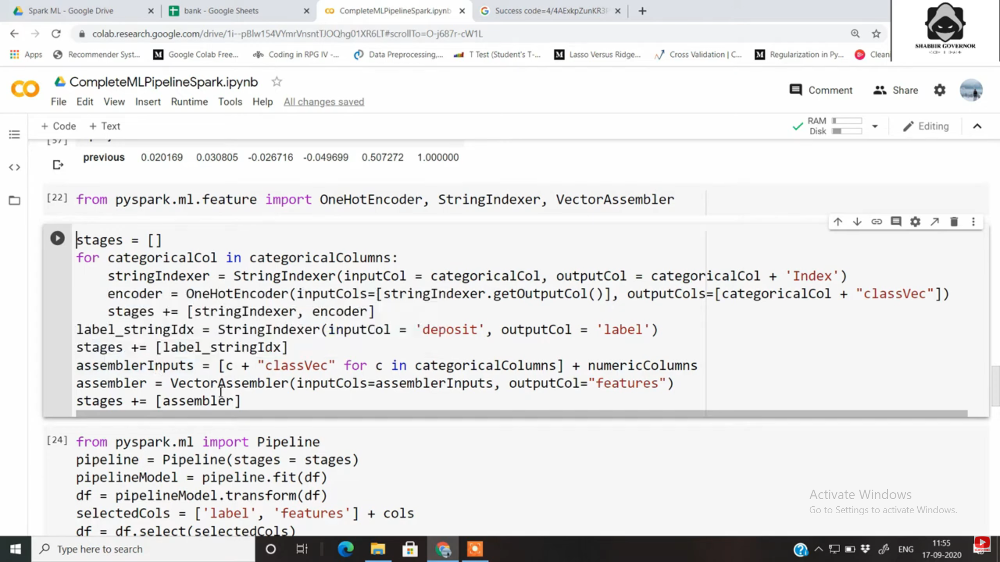 Spark ML - Google Drive
bank - Google Sheets
CompleteMLPipelineSpark.ipynb
Success code=4/4AExkpZunKR3
SHABBIR GOVERNOR
colab.research.google.com/drive/1i--pBlw154VYmrVnsntTJOQhg01XR6LT#scrollTo=O-j687r-cW1L
Apps
Recommender Syst...
Google Colab Free...
Coding in RPG IV -...
Data Preprocessing,...
T Test (Student's T-...
Lasso Versus Ridge...
Cross Validation | C...
Regularization in Py...
Clean
CompleteMLPipelineSpark.ipynb
Comment
Share
File Edit View Insert Runtime Tools Help All changes saved
+ Code + Text
RAM
Disk
Editing
previous 0.020169 0.030805 -0.026716 -0.049699 0.507272 1.000000
[22] from pyspark.ml.feature import OneHotEncoder, StringIndexer, VectorAssembler
stages = []
for categoricalCol in categoricalColumns:
    stringIndexer = StringIndexer(inputCol = categoricalCol, outputCol = categoricalCol + 'Index')
    encoder = OneHotEncoder(inputCols=[stringIndexer.getOutputCol()], outputCols=[categoricalCol + "classVec"])
    stages += [stringIndexer, encoder]
label_stringIdx = StringIndexer(inputCol = 'deposit', outputCol = 'label')
stages += [label_stringIdx]
assemblerInputs = [c + "classVec" for c in categoricalColumns] + numericColumns
assembler = VectorAssembler(inputCols=assemblerInputs, outputCol="features")
stages += [assembler]
[24] from pyspark.ml import Pipeline
pipeline = Pipeline(stages = stages)
pipelineModel = pipeline.fit(df)
df = pipelineModel.transform(df)
selectedCols = ['label', 'features'] + cols
df = df.select(selectedCols)
Activate Windows
Go to Settings to activate Windows.
Type here to search
ENG
11:55
17-09-2020
SUBSCRIBE